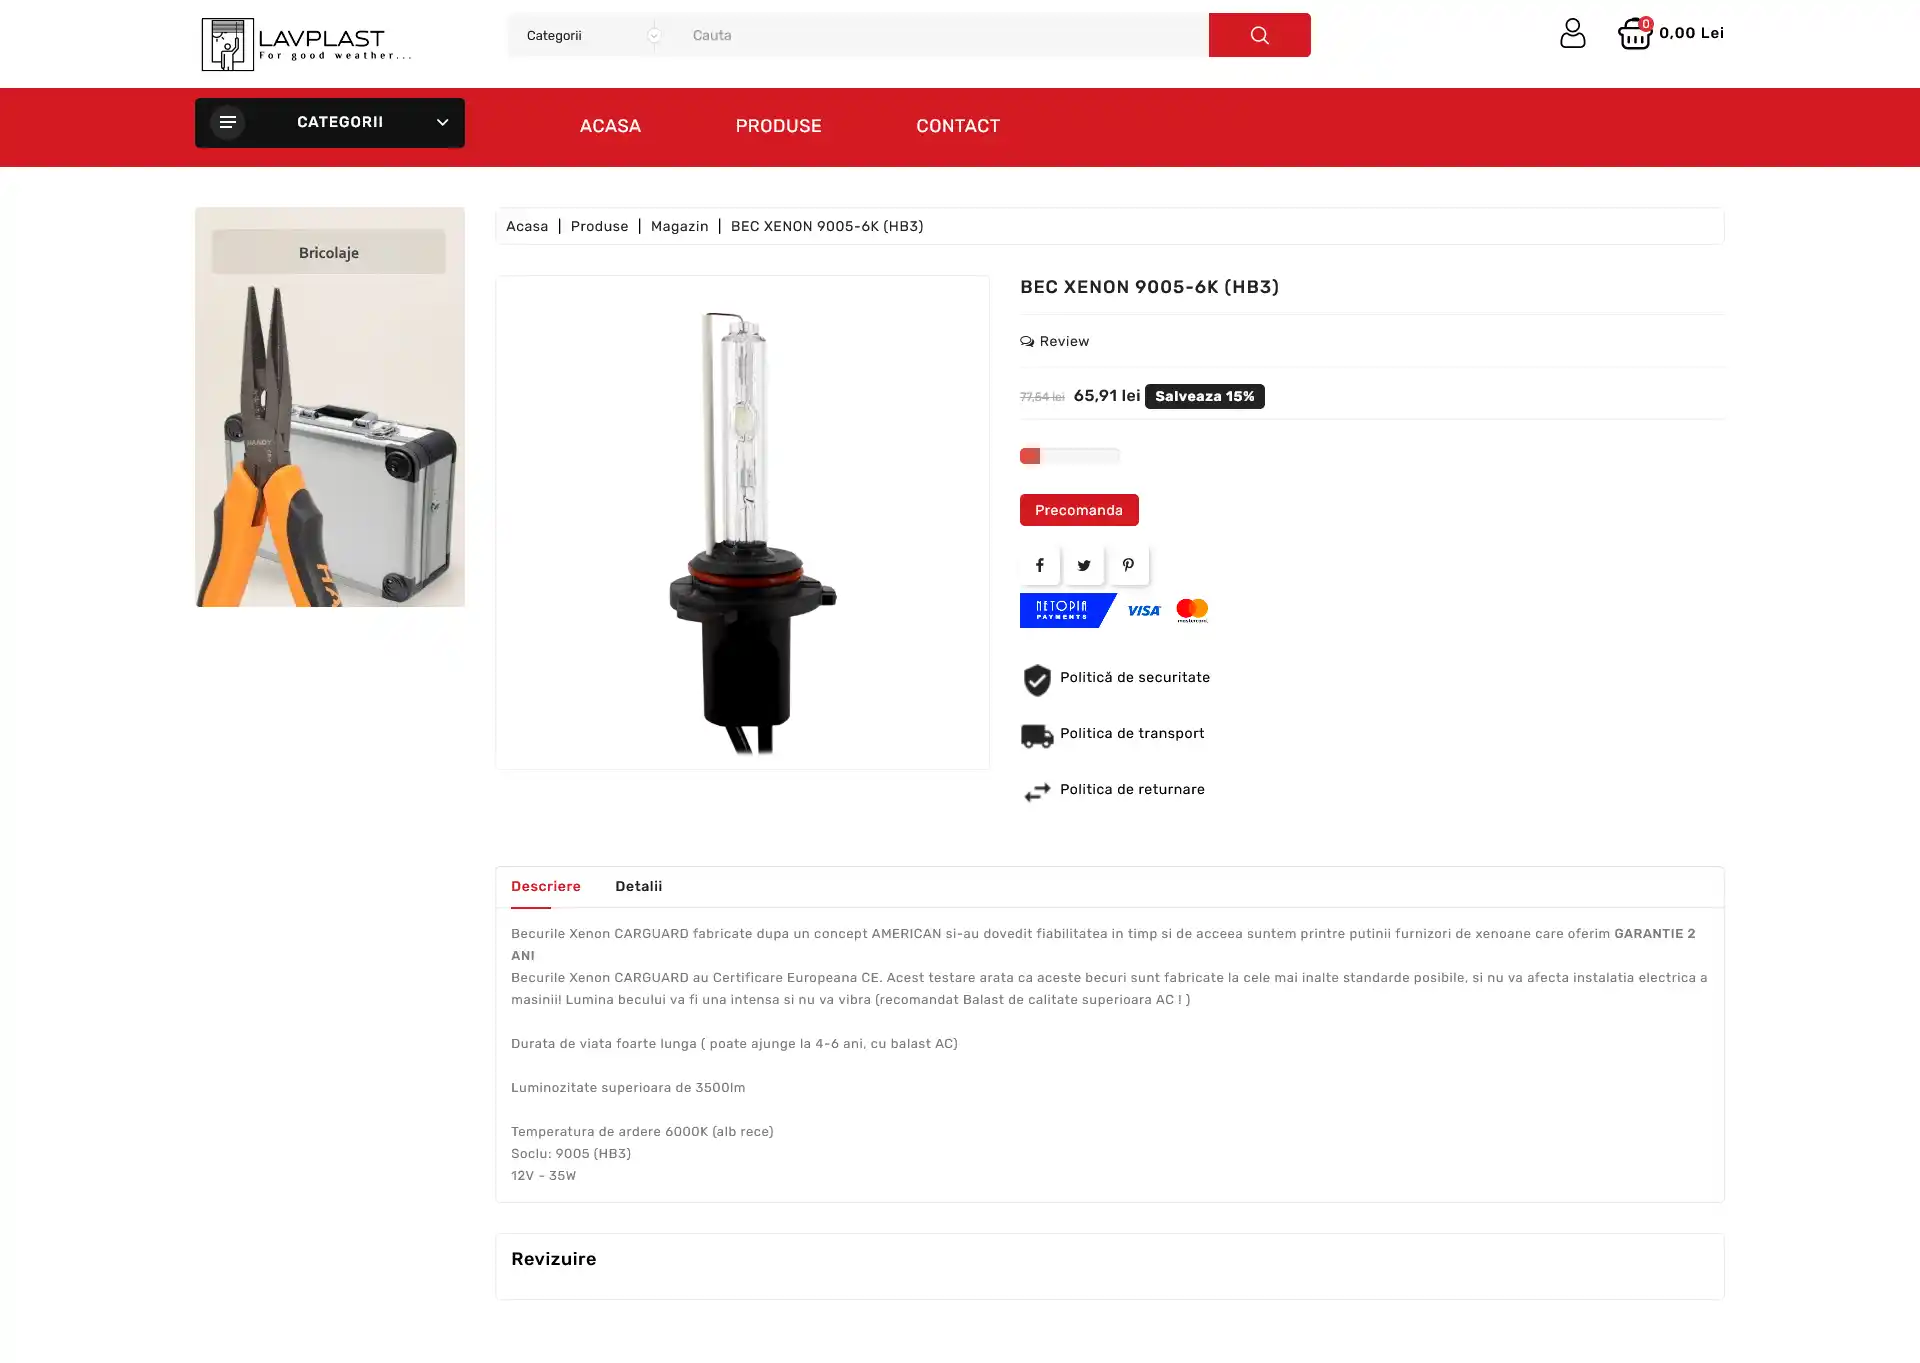 LAVPLAST
For good weather...
Categorii
Cauta
0
0,00 Lei
CATEGORII
ACASA
PRODUSE
CONTACT
Bricolaje
Acasa | Produse | Magazin | BEC XENON 9005-6K (HB3)
BEC XENON 9005-6K (HB3)
Review
77,54 lei 65,91 lei Salveaza 15%
Precomanda
NETOPIA
PAYMENTS
VISA
mastercard
Politică de securitate
Politica de transport
Politica de returnare
Descriere
Detalii
Becurile Xenon CARGUARD fabricate dupa un concept AMERICAN si-au dovedit fiabilitatea in timp si de acceea suntem printre putinii furnizori de xenoane care oferim GARANTIE 2
ANI
Becurile Xenon CARGUARD au Certificare Europeana CE. Acest testare arata ca aceste becuri sunt fabricate la cele mai inalte standarde posibile, si nu va afecta instalatia electrica a
masinii! Lumina becului va fi una intensa si nu va vibra (recomandat Balast de calitate superioara AC ! )
Durata de viata foarte lunga ( poate ajunge la 4-6 ani, cu balast AC)
Luminozitate superioara de 3500lm
Temperatura de ardere 6000K (alb rece)
Soclu: 9005 (HB3)
12V - 35W
Revizuire